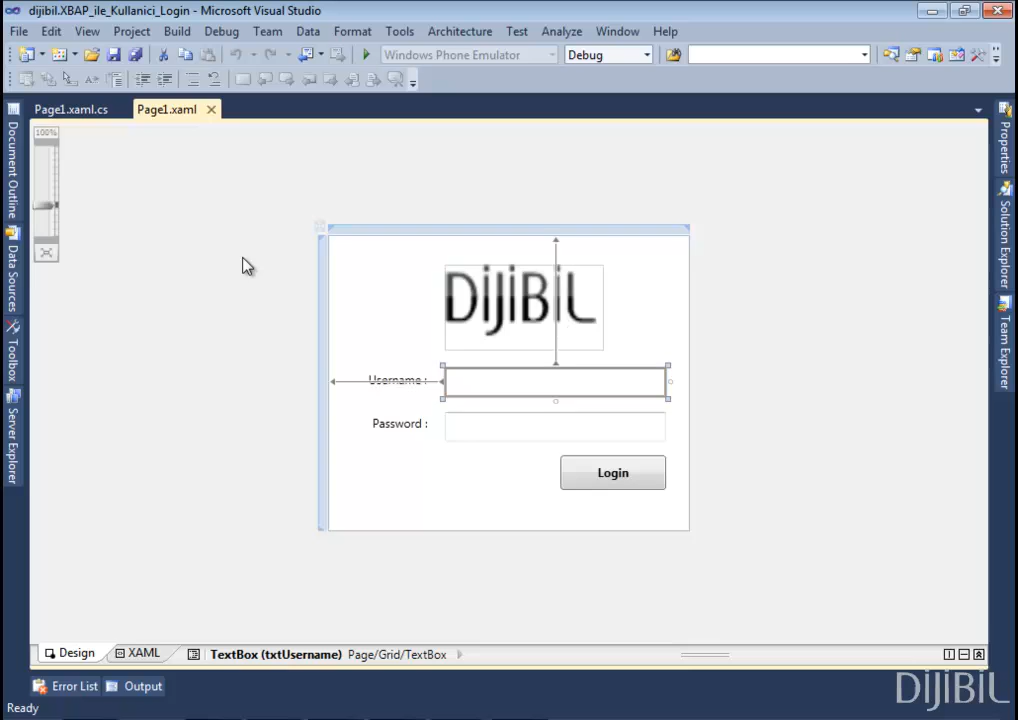 dijibil.XBAP_ile_Kullanici_Login - Microsoft Visual Studio
File Edit View Project Build Debug Team Data Format Tools Architecture Test Analyze Window Help
Windows Phone Emulator Debug
Page1.xaml.cs Page1.xaml
100%
Document Outline
Data Sources
Toolbox
Server Explorer
Properties
Solution Explorer
Team Explorer
DijiBiL
Username :
Password :
Login
Design XAML TextBox (txtUsername) Page/Grid/TextBox
Error List Output
DijiBiL
Ready